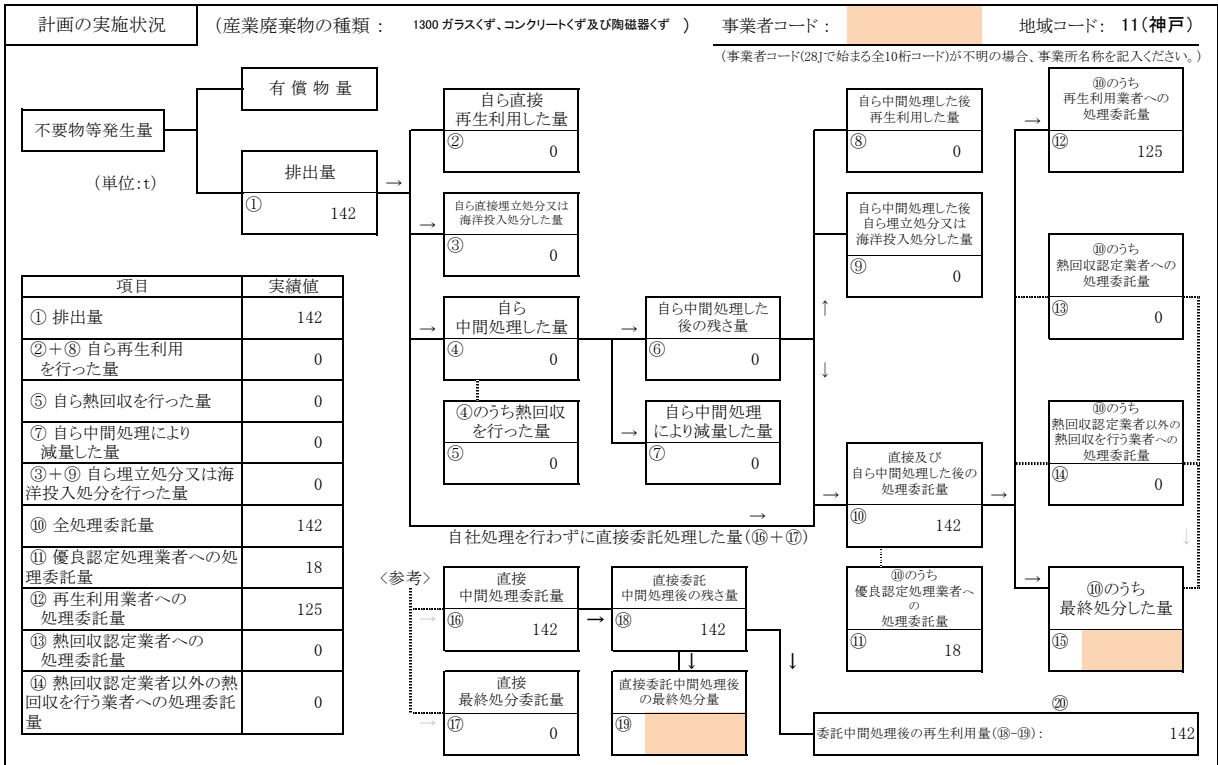 計画の実施状況
(産業廃棄物の種類： 1300 ガラスくず、コンクリートくず及び陶磁器くず ）
事業者コード：
地域コード： 11(神戸)
(事業者コード(28Jで始まる全10桁コード)が不明の場合、事業所名称を記入ください。)
不要物等発生量
有償物量
(単位:t)
排出量
① 142
→
自ら直接
再生利用した量
② 0
→
自ら直接埋立処分又は
海洋投入処分した量
③ 0
→
自ら
中間処理した量
④ 0
④のうち熱回収
を行った量
⑤ 0
→
自ら中間処理した
後の残さ量
⑥ 0
→
自ら中間処理
により減量した量
⑦ 0
自ら中間処理した後
再生利用した量
⑧ 0
自ら中間処理した後
自ら埋立処分又は
海洋投入処分した量
⑨ 0
↑
↓
→
直接及び
自ら中間処理した後の
処理委託量
⑩ 142
→
⑩のうち
優良認定処理業者へ
の
処理委託量
⑪ 18
→
⑩のうち
再生利用業者への
処理委託量
⑫ 125
⑩のうち
熱回収認定業者への
処理委託量
⑬ 0
⑩のうち
熱回収認定業者以外の
熱回収を行う業者への
処理委託量
⑭ 0
↓
→
⑩のうち
最終処分した量
⑮
項目 実績値
① 排出量 142
②＋⑧ 自ら再生利用
を行った量 0
⑤ 自ら熱回収を行った量 0
⑦ 自ら中間処理により
減量した量 0
③＋⑨ 自ら埋立処分又は海
洋投入処分を行った量 0
⑩ 全処理委託量 142
⑪ 優良認定処理業者への処
理委託量 18
⑫ 再生利用業者への
処理委託量 125
⑬ 熱回収認定業者への
処理委託量 0
⑭ 熱回収認定業者以外の熱
回収を行う業者への処理委託
量 0
→
自社処理を行わずに直接委託処理した量(⑯＋⑰)
〈参考〉
→
直接
中間処理委託量
⑯ 142
→
直接委託
中間処理後の残さ量
⑱ 142
→
直接
最終処分委託量
⑰ 0
↓
直接委託中間処理後
の最終処分量
⑲
↓
⑳
委託中間処理後の再生利用量(⑱-⑲)： 142